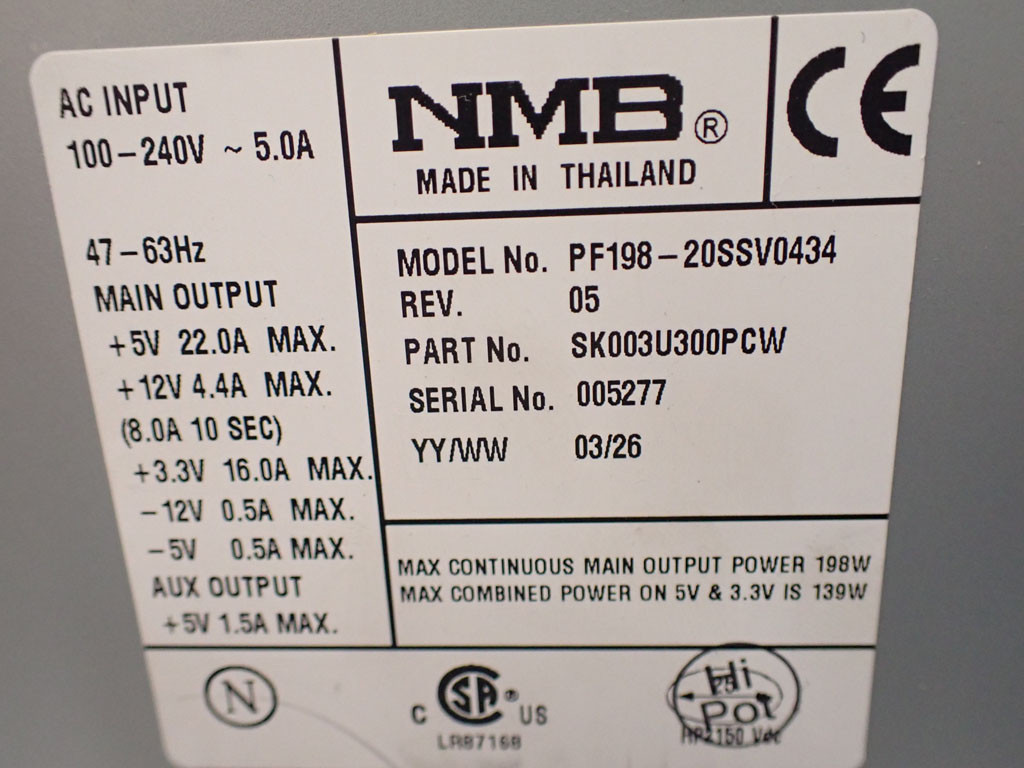 AC INPUT
100-240V ~ 5.0A
47-63Hz
MAIN OUTPUT
+5V 22.0A MAX.
+12V 4.4A MAX.
(8.0A 10 SEC)
+3.3V 16.0A MAX.
-12V 0.5A MAX.
-5V 0.5A MAX.
AUX OUTPUT
+5V 1.5A MAX.
NMB®
MADE IN THAILAND
CE
MODEL No. PF198-20SSV0434
REV. 05
PART No. SK003U300PCW
SERIAL No. 005277
YY/WW 03/26
MAX CONTINUOUS MAIN OUTPUT POWER 198W
MAX COMBINED POWER ON 5V & 3.3V IS 139W
N
C SA® US
LR87168
Hi
25
Pot
HP2150 Vdc